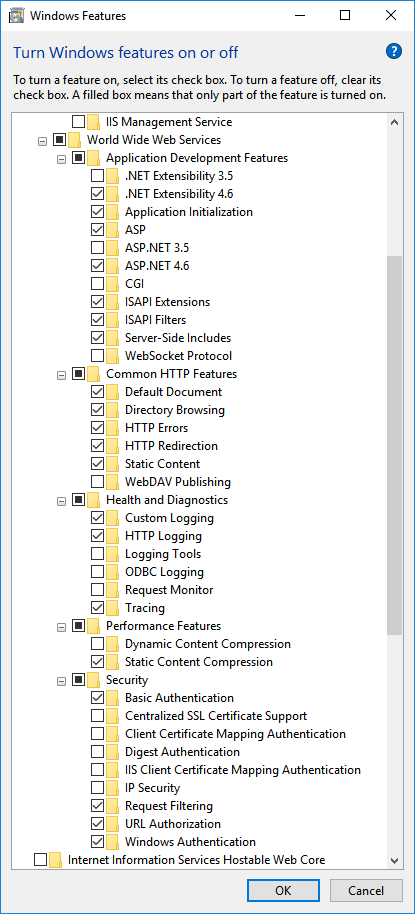 Windows Features
Turn Windows features on or off
?
To turn a feature on, select its check box. To turn a feature off, clear its
check box. A filled box means that only part of the feature is turned on.
IIS Management Service
World Wide Web Services
Application Development Features
.NET Extensibility 3.5
.NET Extensibility 4.6
Application Initialization
ASP
ASP.NET 3.5
ASP.NET 4.6
CGI
ISAPI Extensions
ISAPI Filters
Server-Side Includes
WebSocket Protocol
Common HTTP Features
Default Document
Directory Browsing
HTTP Errors
HTTP Redirection
Static Content
WebDAV Publishing
Health and Diagnostics
Custom Logging
HTTP Logging
Logging Tools
ODBC Logging
Request Monitor
Tracing
Performance Features
Dynamic Content Compression
Static Content Compression
Security
Basic Authentication
Centralized SSL Certificate Support
Client Certificate Mapping Authentication
Digest Authentication
IIS Client Certificate Mapping Authentication
IP Security
Request Filtering
URL Authorization
Windows Authentication
Internet Information Services Hostable Web Core
OK
Cancel